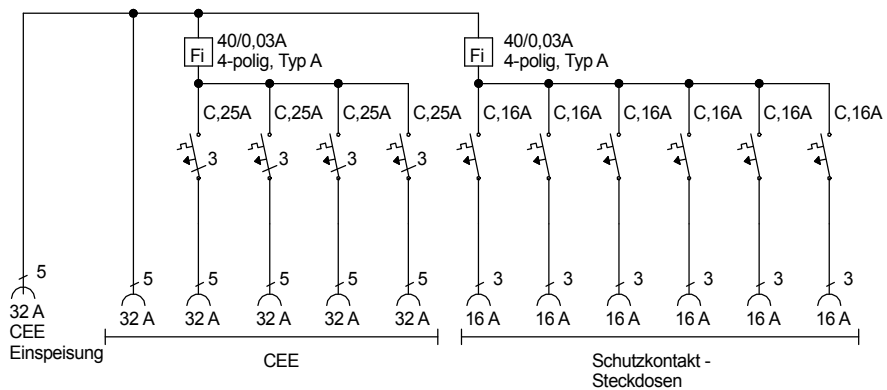 40/0,03A
4-polig, Typ A
Fi
40/0,03A
4-polig, Typ A
Fi
C,25A
C,25A
C,25A
C,25A
C,16A
C,16A
C,16A
C,16A
C,16A
C,16A
3
3
3
3
5
5
5
5
5
5
3
3
3
3
3
3
32 A
CEE
Einspeisung
32 A
32 A
32 A
32 A
32 A
16 A
16 A
16 A
16 A
16 A
16 A
CEE
Schutzkontakt -
Steckdosen